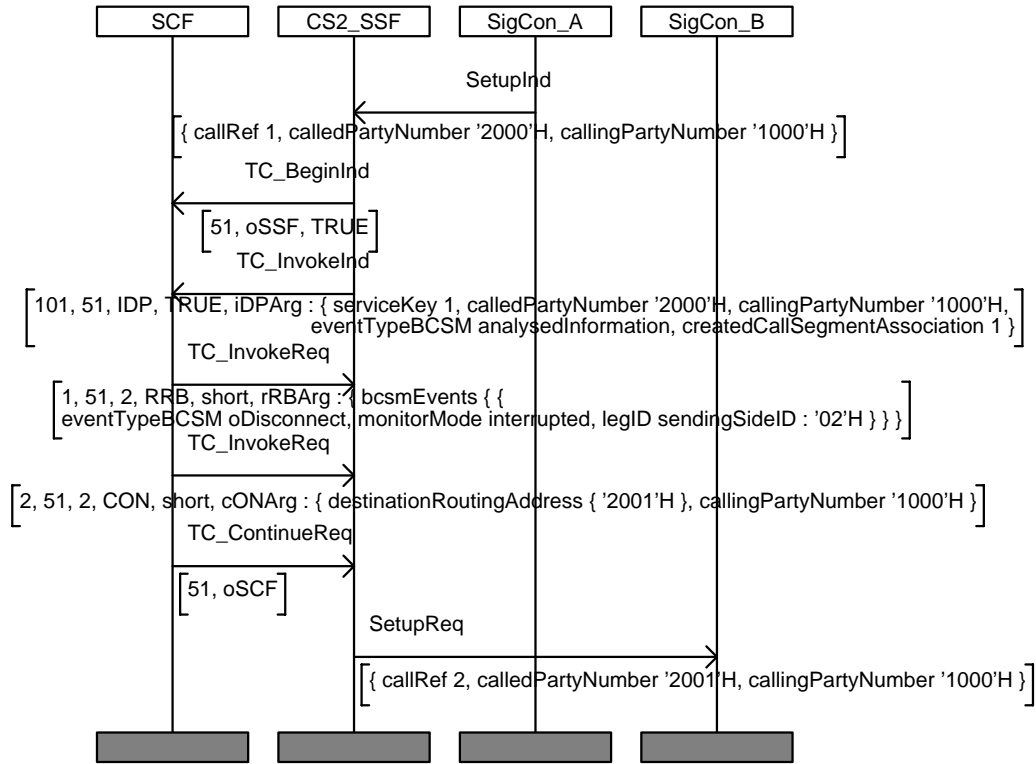 SCF CS2_SSF SigCon_A SigCon_B
SetupInd
{ callRef 1, calledPartyNumber ’2000’H, callingPartyNumber ’1000’H }
TC_BeginInd
51, oSSF, TRUE
TC_InvokeInd
101, 51, IDP, TRUE, iDPArg : { serviceKey 1, calledPartyNumber ’2000’H, callingPartyNumber ’1000’H,
eventTypeBCSM analysedInformation, createdCallSegmentAssociation 1 }
TC_InvokeReq
1, 51, 2, RRB, short, rRBArg : { bcsmEvents { {
eventTypeBCSM oDisconnect, monitorMode interrupted, legID sendingSideID : ’02’H } } }
TC_InvokeReq
2, 51, 2, CON, short, cONArg : { destinationRoutingAddress { ’2001’H }, callingPartyNumber ’1000’H }
TC_ContinueReq
51, oSCF
SetupReq
{ callRef 2, calledPartyNumber ’2001’H, callingPartyNumber ’1000’H }